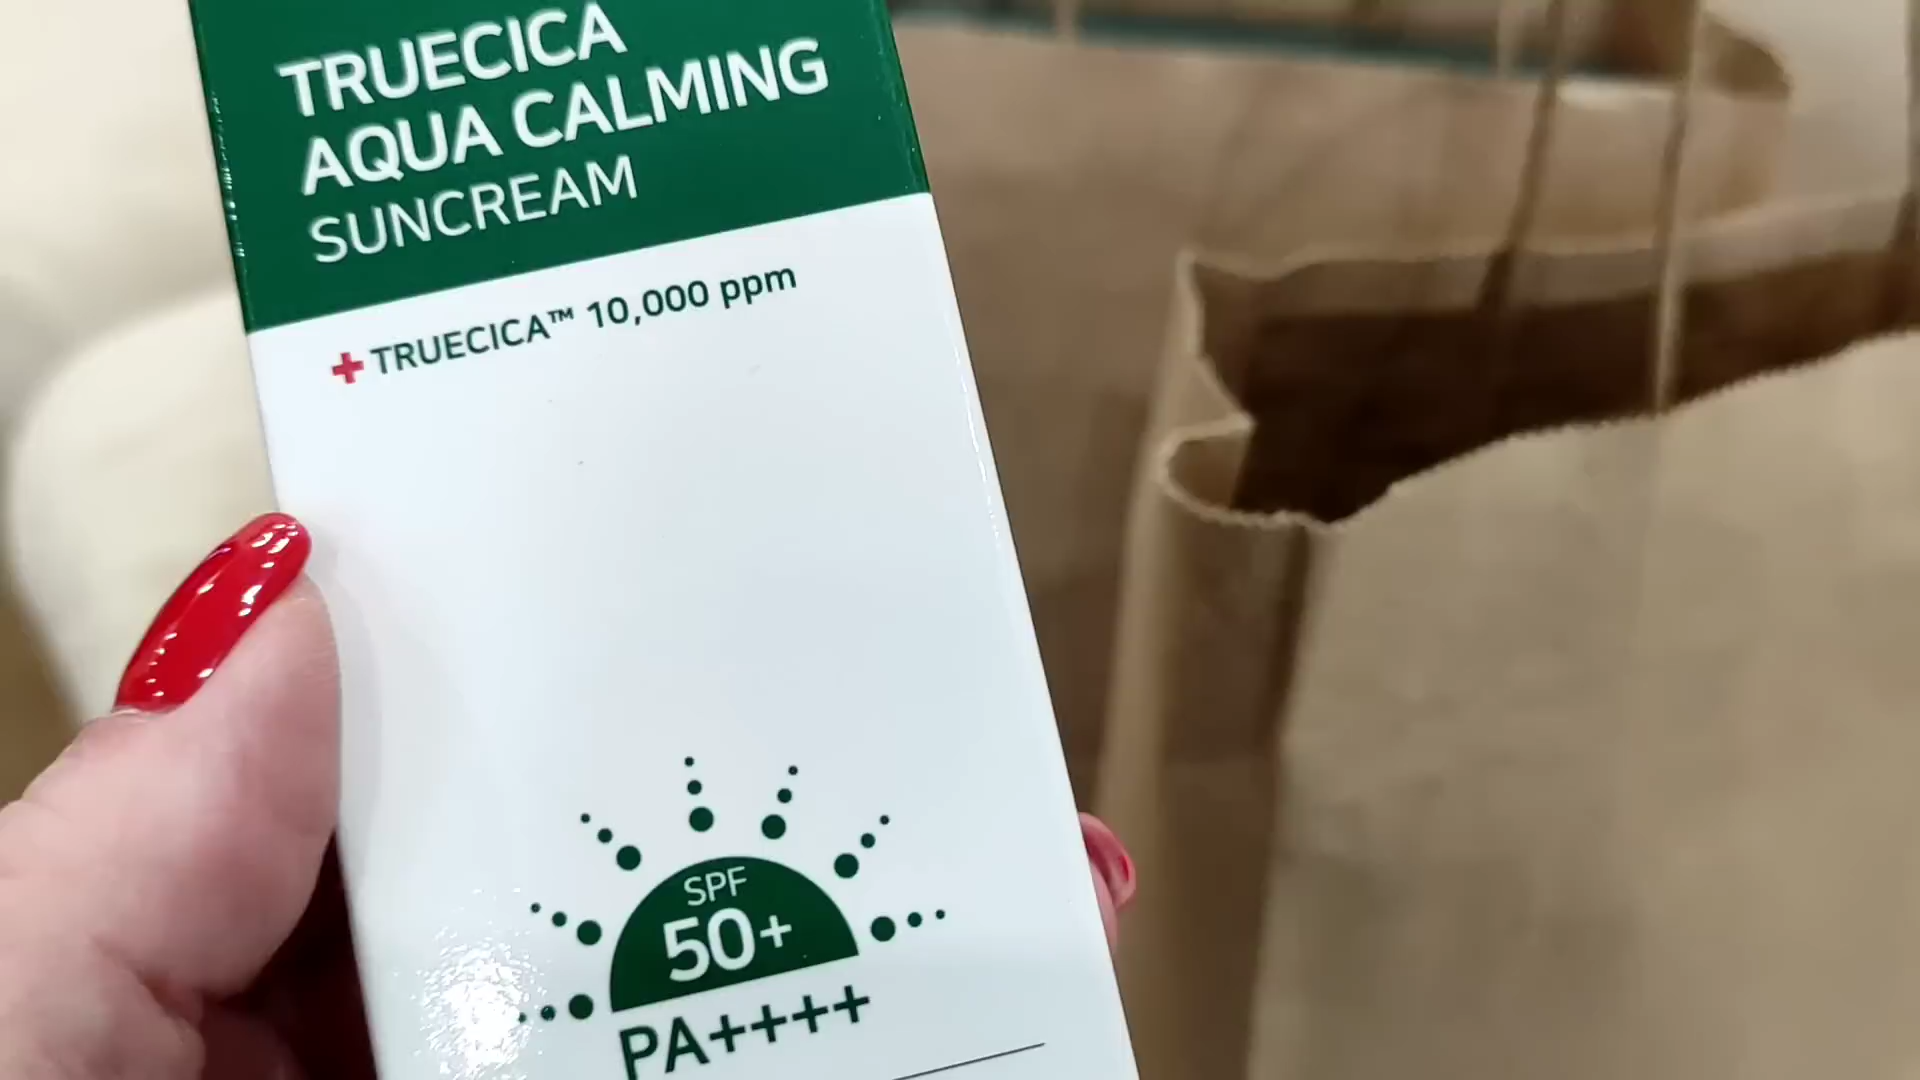 TRUECICA
AQUA CALMING
SUNCREAM
TRUECICA™ 10,000 ppm
SPF
50+
PA++++